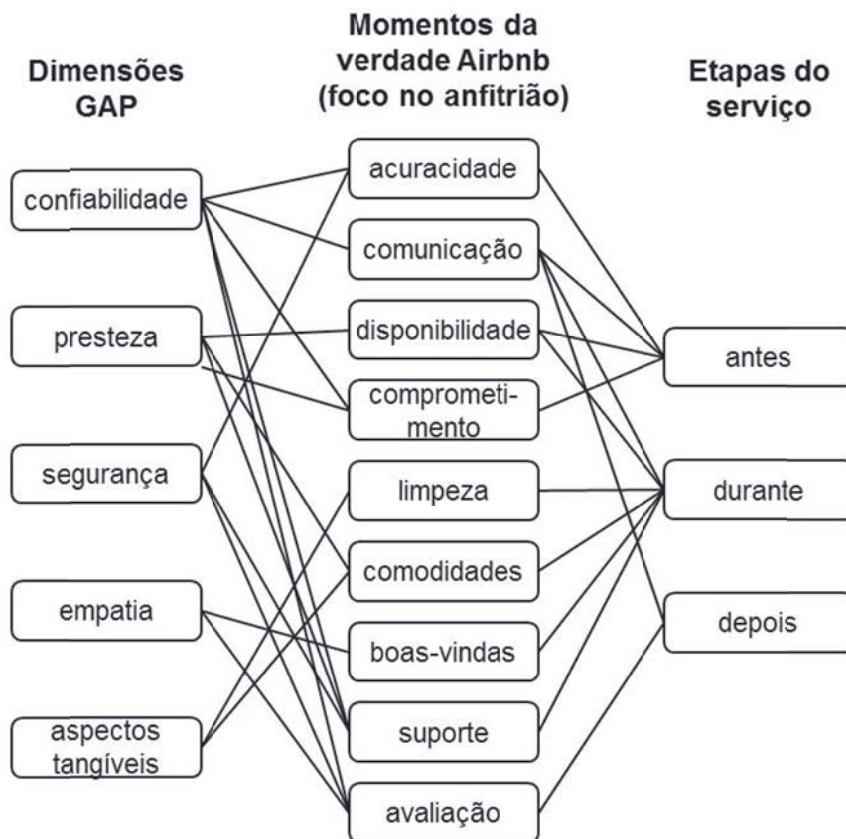 Dimensões
GAP
Momentos da
verdade Airbnb
(foco no anfitrião)
Etapas do
serviço
confiabilidade
presteza
segurança
empatia
aspectos
tangíveis
acuracidade
comunicação
disponibilidade
comprometi-
mento
limpeza
comodidades
boas-vindas
suporte
avaliação
antes
durante
depois